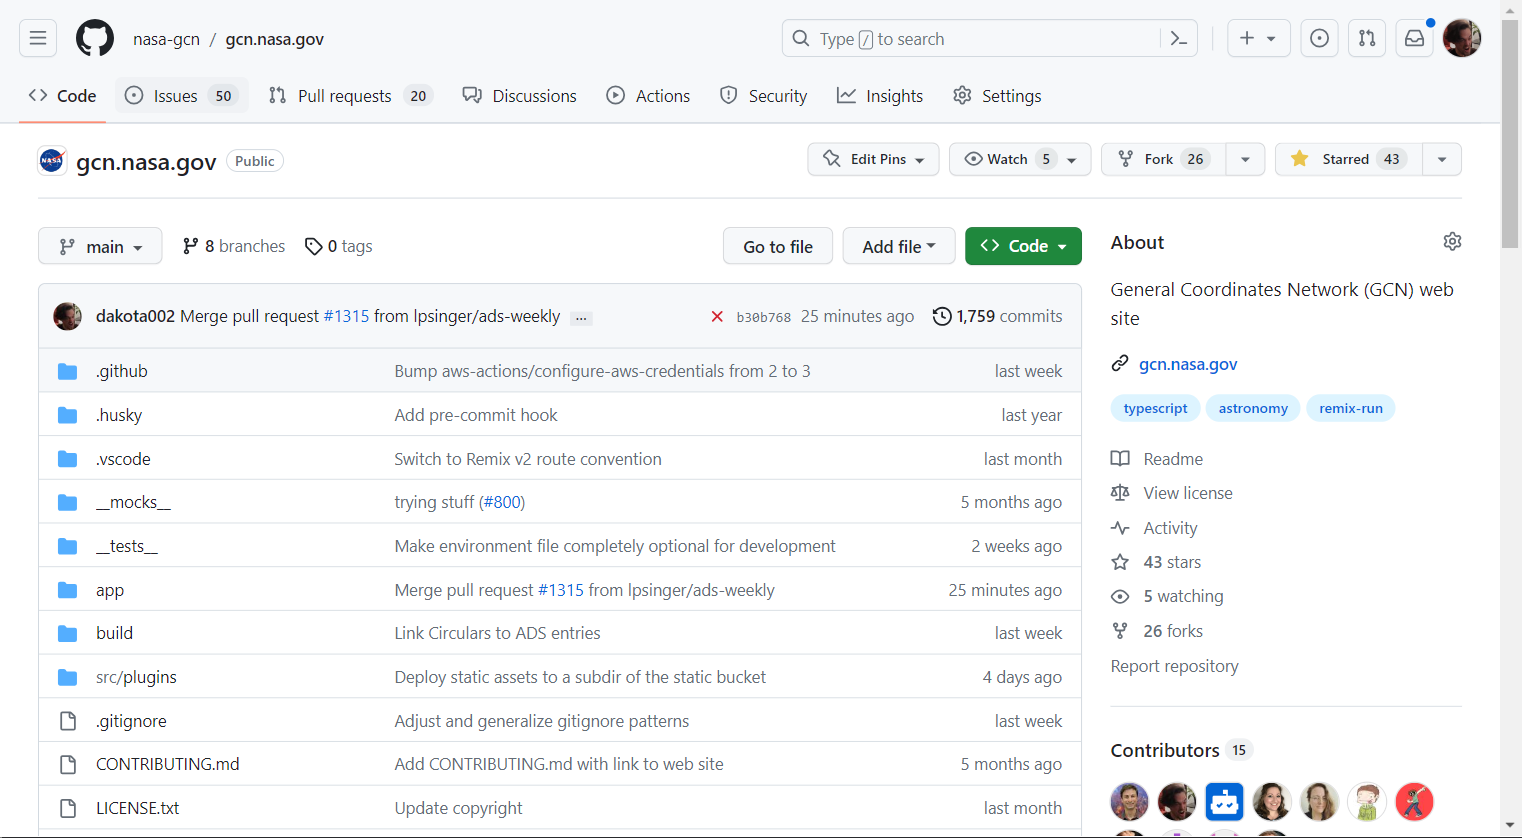 nasa-gcn / gcn.nasa.gov
Type / to search
Code
Issues 50
Pull requests 20
Discussions
Actions
Security
Insights
Settings
NASA
gcn.nasa.gov Public
Edit Pins
Watch 5
Fork 26
Starred 43
main
8 branches
0 tags
Go to file
Add file
Code
dakota002 Merge pull request #1315 from lpsinger/ads-weekly ...
b30b768 25 minutes ago
1,759 commits
.github Bump aws-actions/configure-aws-credentials from 2 to 3 last week
.husky Add pre-commit hook last year
.vscode Switch to Remix v2 route convention last month
__mocks__ trying stuff (#800) 5 months ago
__tests__ Make environment file completely optional for development 2 weeks ago
app Merge pull request #1315 from lpsinger/ads-weekly 25 minutes ago
build Link Circulars to ADS entries last week
src/plugins Deploy static assets to a subdir of the static bucket 4 days ago
.gitignore Adjust and generalize gitignore patterns last week
CONTRIBUTING.md Add CONTRIBUTING.md with link to web site 5 months ago
LICENSE.txt Update copyright last month
About
General Coordinates Network (GCN) web
site
gcn.nasa.gov
typescript astronomy remix-run
Readme
View license
Activity
43 stars
5 watching
26 forks
Report repository
Contributors 15